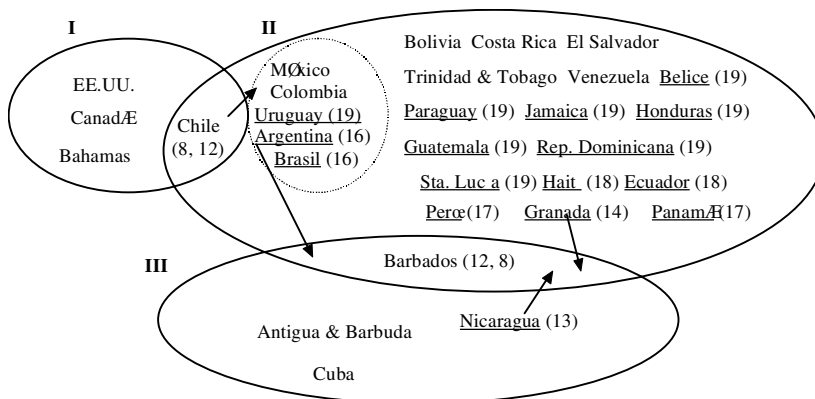 I
II
EE.UU.
CanadÆ
Bahamas
Chile
(8, 12)
MØxico
Colombia
Uruguay (19)
Argentina (16)
Brasil (16)
Bolivia Costa Rica El Salvador
Trinidad & Tobago Venezuela Belice (19)
Paraguay (19) Jamaica (19) Honduras (19)
Guatemala (19) Rep. Dominicana (19)
Sta. Luc a (19) Hait (18) Ecuador (18)
Perœ(17) Granada (14) PanamÆ(17)
III
Barbados (12, 8)
Nicaragua (13)
Antigua & Barbuda
Cuba